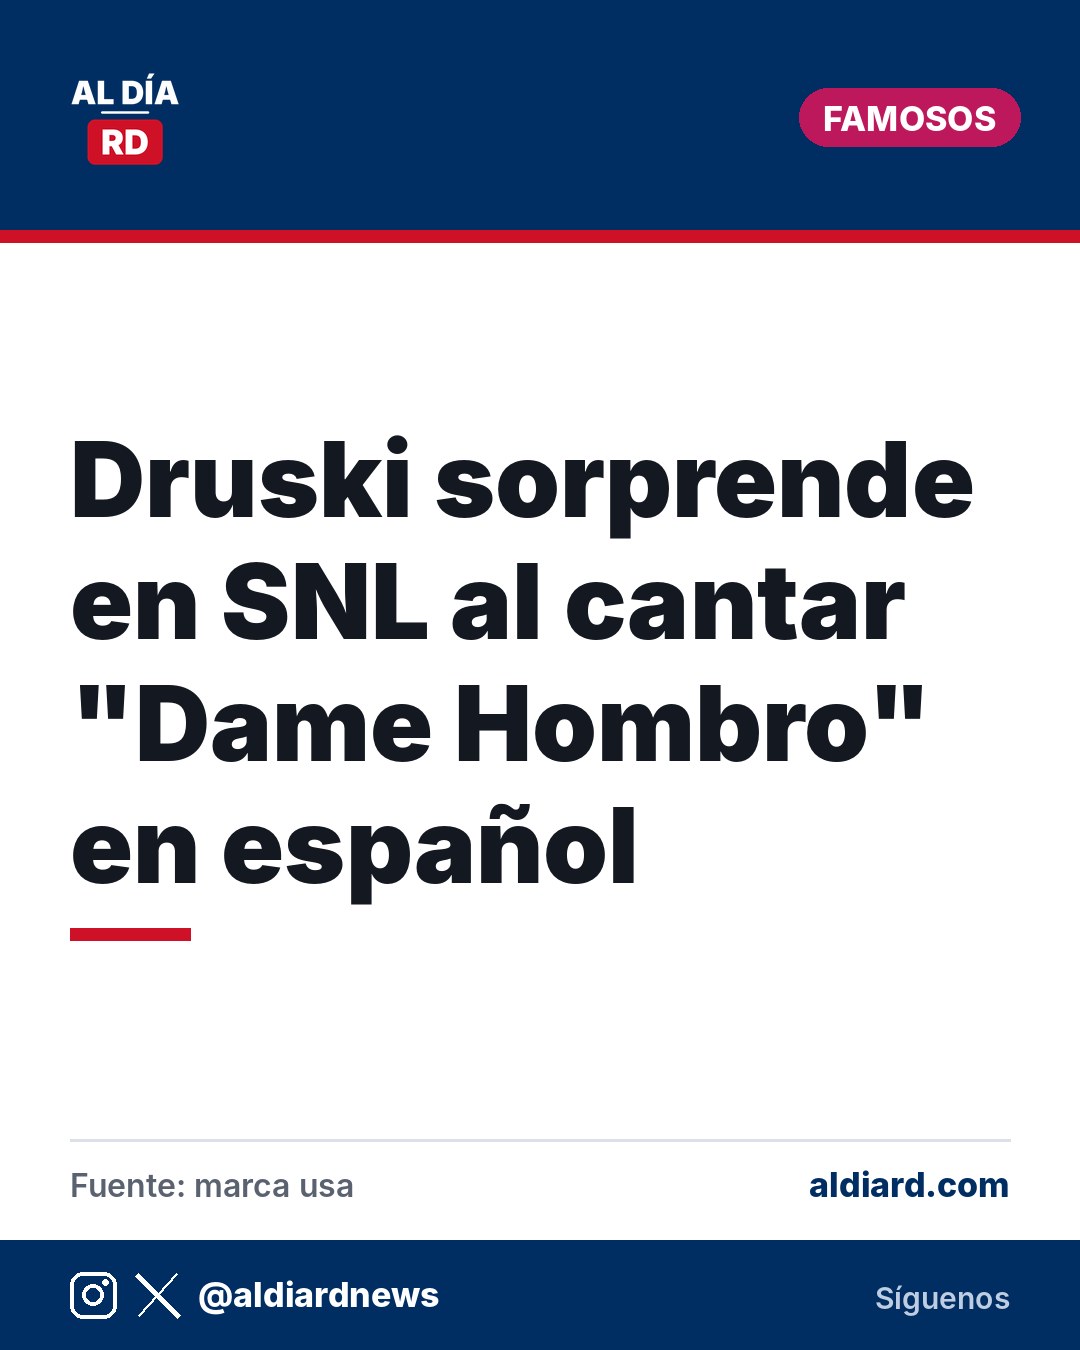 AL DÍA
RD
FAMOSOS
Druski sorprende
en SNL al cantar
"Dame Hombro"
en español
Fuente: marca usa
aldiard.com
@aldiardnews
Síguenos